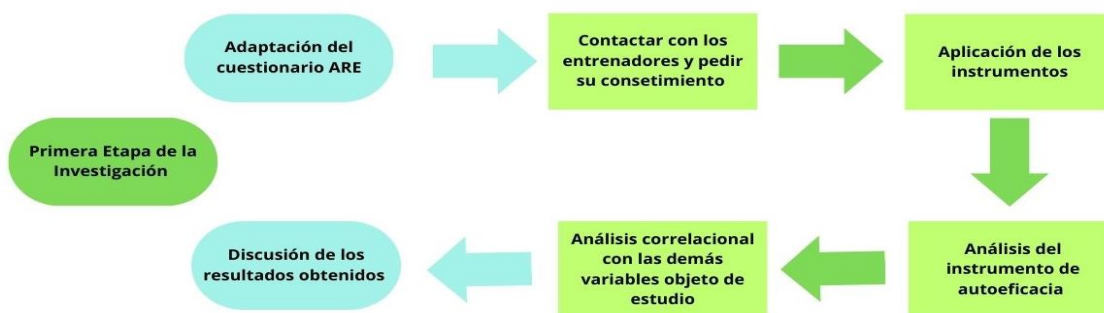 Adaptación del
cuestionario ARE
Contactar con los
entrenadores y pedir
su consetimiento
Aplicación de los
instrumentos
Primera Etapa de la
Investigación
Discusión de los
resultados obtenidos
Análisis correlacional
con las demás
variables objeto de
estudio
Análisis del
instrumento de
autoeficacia